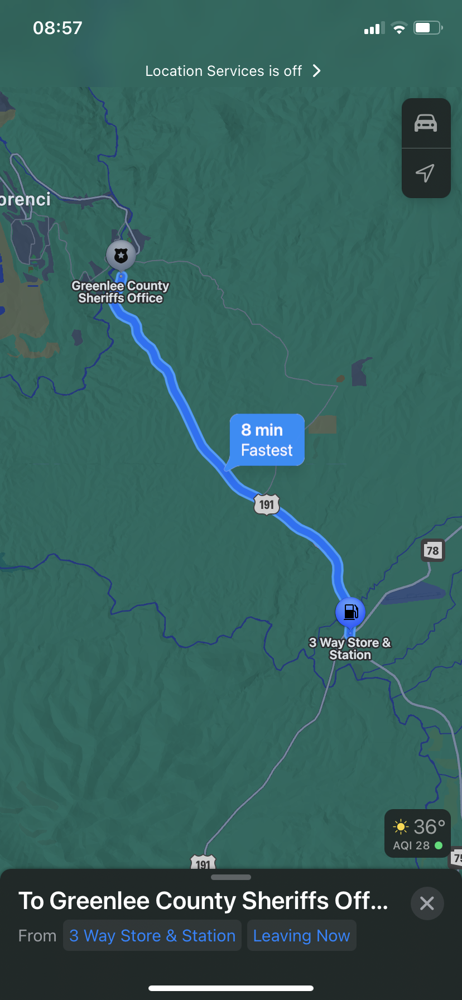 08:57
Location Services is off
orenci
Greenlee County
Sheriffs Office
8 min
Fastest
191
78
3 Way Store &
Station
36°
AQI 28
191
75
To Greenlee County Sheriffs Off...
From 3 Way Store & Station Leaving Now